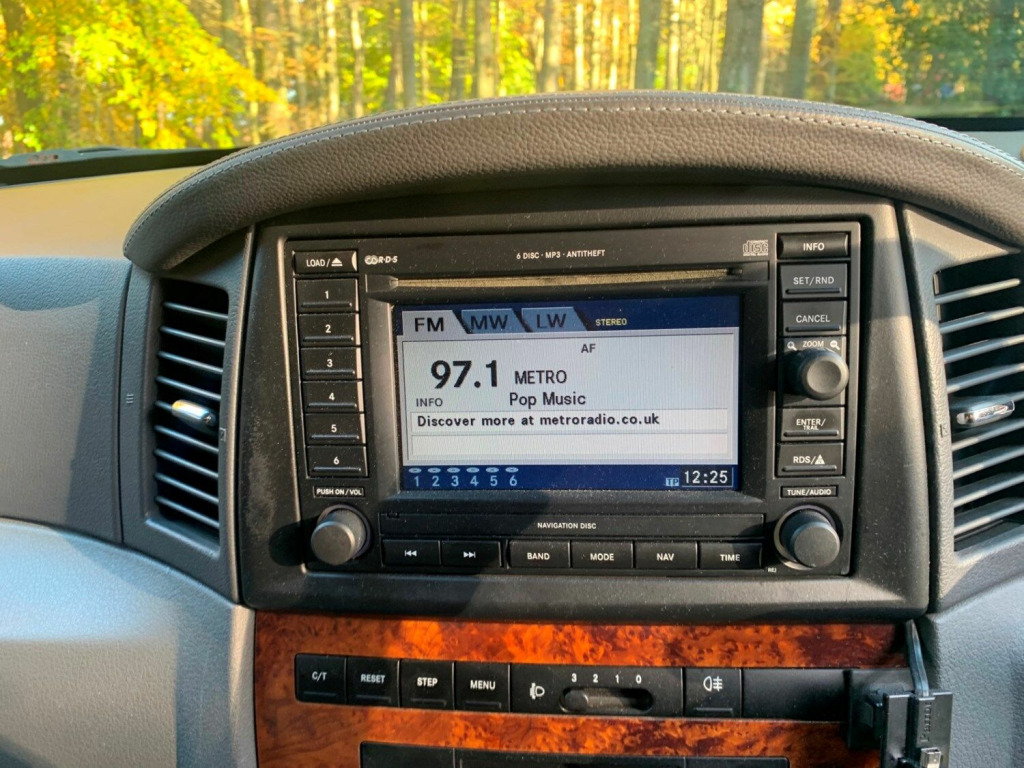 6 DISC · MP3 · ANTITHEFT
INFO
LOAD/
RDS
SET/RND
1
2
3
4
5
6
CANCEL
ZOOM
ENTER/
TRAIL
RDS/
FM MW LW STEREO
AF
97.1 METRO
INFO Pop Music
Discover more at metroradio.co.uk
1 2 3 4 5 6 TP 12:25
PUSH ON/VOL
TUNE/AUDIO
NAVIGATION DISC
BAND MODE NAV TIME
REJ
C/T RESET STEP MENU 3 2 1 0